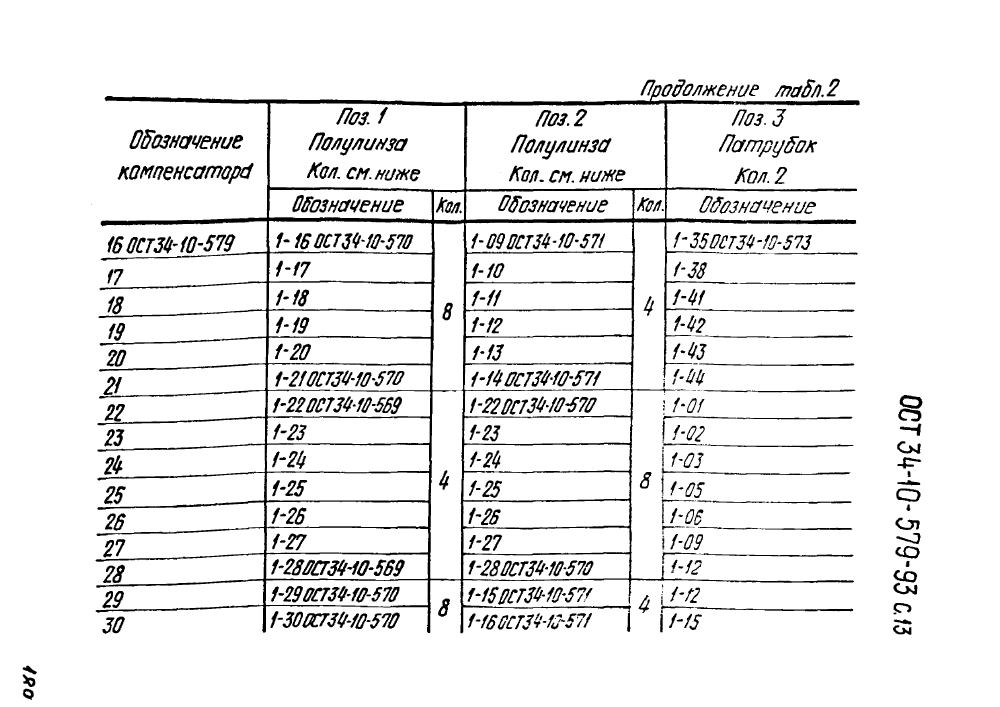 Продолжение табл.2
Обозначение компенсатора | Поз. 1 Полулинза Кол. см. ниже | Поз. 2 Полулинза Кол. см. ниже | Поз. 3 Патрубок Кол. 2
Обозначение | Кол. | Обозначение | Кол. | Обозначение
16 ОСТ34-10-579 | 1-16 ОСТ34-10-570 | 8 | 1-09 ОСТ34-10-571 | 4 | 1-35 ОСТ34-10-573
17 | 1-17 | 1-10 | 1-38
18 | 1-18 | 1-11 | 1-41
19 | 1-19 | 1-12 | 1-42
20 | 1-20 | 1-13 | 1-43
21 | 1-21 ОСТ34-10-570 | 1-14 ОСТ34-10-571 | 1-44
22 | 1-22 ОСТ34-10-569 | 4 | 1-22 ОСТ34-10-570 | 8 | 1-01
23 | 1-23 | 1-23 | 1-02
24 | 1-24 | 1-24 | 1-03
25 | 1-25 | 1-25 | 1-05
26 | 1-26 | 1-26 | 1-06
27 | 1-27 | 1-27 | 1-09
28 | 1-28 ОСТ34-10-569 | 1-28 ОСТ34-10-570 | 1-12
29 | 1-29 ОСТ34-10-570 | 8 | 1-15 ОСТ34-10-571 | 4 | 1-12
30 | 1-30 ОСТ34-10-570 | 1-16 ОСТ34-10-571 | 1-15
ОСТ 34-10-579-93 с.13
180